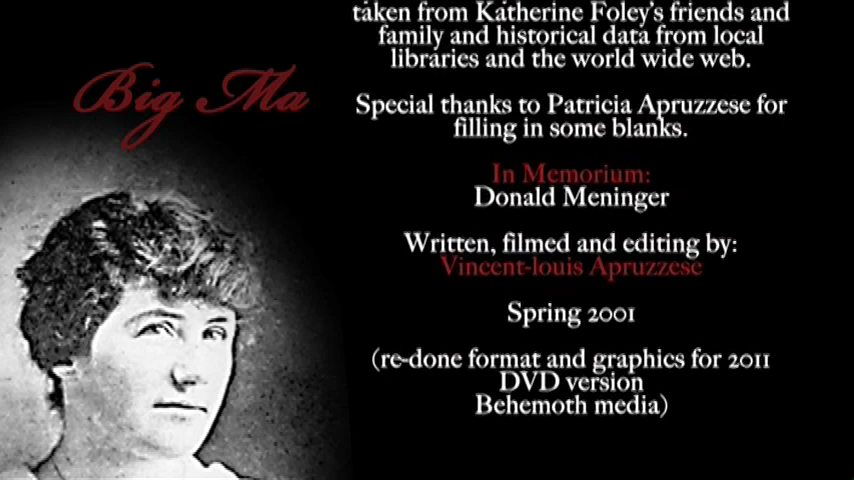 Big Ma
taken from Katherine Foley's friends and
family and historical data from local
libraries and the world wide web.
Special thanks to Patricia Apruzzese for
filling in some blanks.
In Memorium:
Donald Meninger
Written, filmed and editing by:
Vincent-louis Apruzzese
Spring 2001
(re-done format and graphics for 2011
DVD version
Behemoth media)